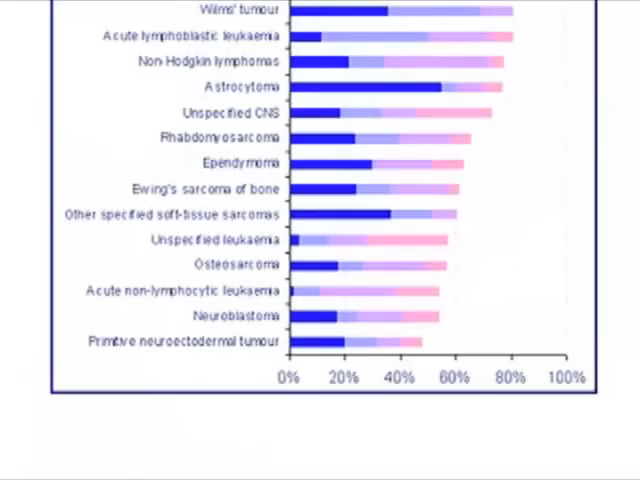 Wilms' tumour
Acute lymphoblastic leukaemia
Non-Hodgkin lymphomas
Astrocytoma
Unspecified CNS
Rhabdomyosarcoma
Ependymoma
Ewing's sarcoma of bone
Other specified soft-tissue sarcomas
Unspecified leukaemia
Osteosarcoma
Acute non-lymphocytic leukaemia
Neuroblastoma
Primitive neuroectodermal tumour
0% 20% 40% 60% 80% 100%